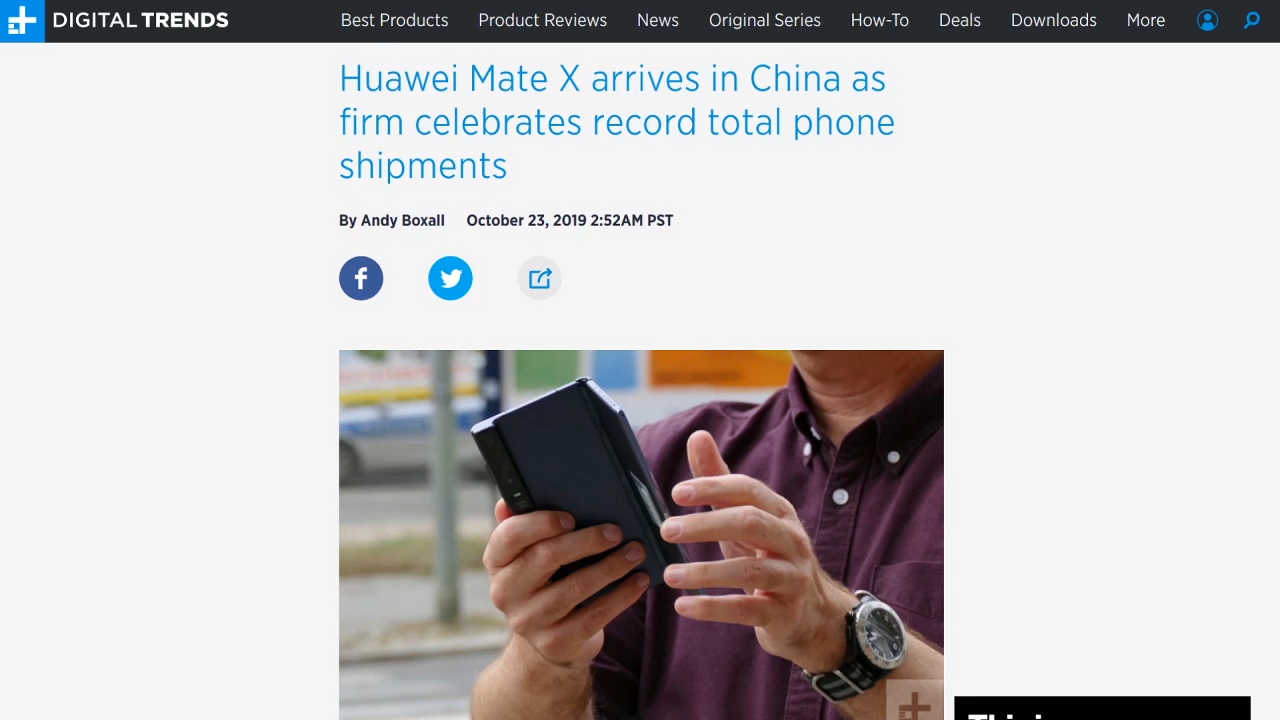 DIGITAL TRENDS
Best Products Product Reviews News Original Series How-To Deals Downloads More
Huawei Mate X arrives in China as
firm celebrates record total phone
shipments
By Andy Boxall October 23, 2019 2:52AM PST